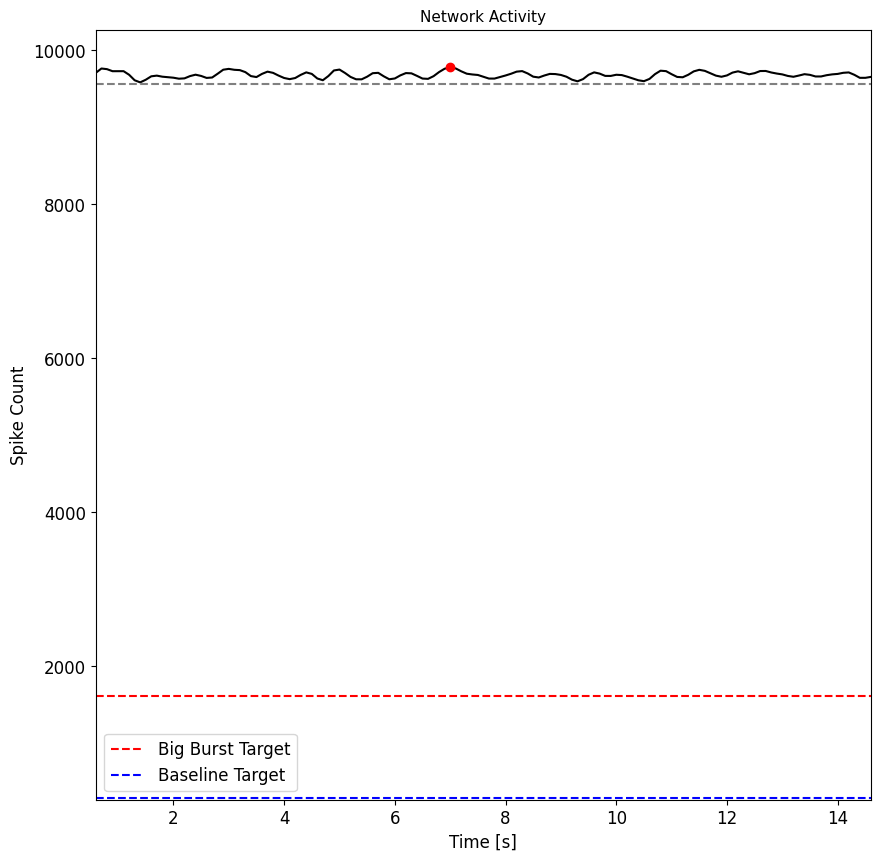 Network Activity
10000
8000
6000
4000
2000
Spike Count
Big Burst Target
Baseline Target
2 4 6 8 10 12 14
Time [s]